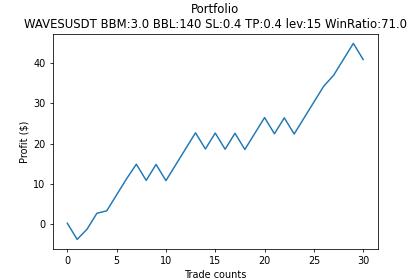 Portfolio
WAVESUSDT BBM:3.0 BBL:140 SL:0.4 TP:0.4 lev:15 WinRatio:71.0
40
30
20
10
0
Profit ($)
0 5 10 15 20 25 30
Trade counts